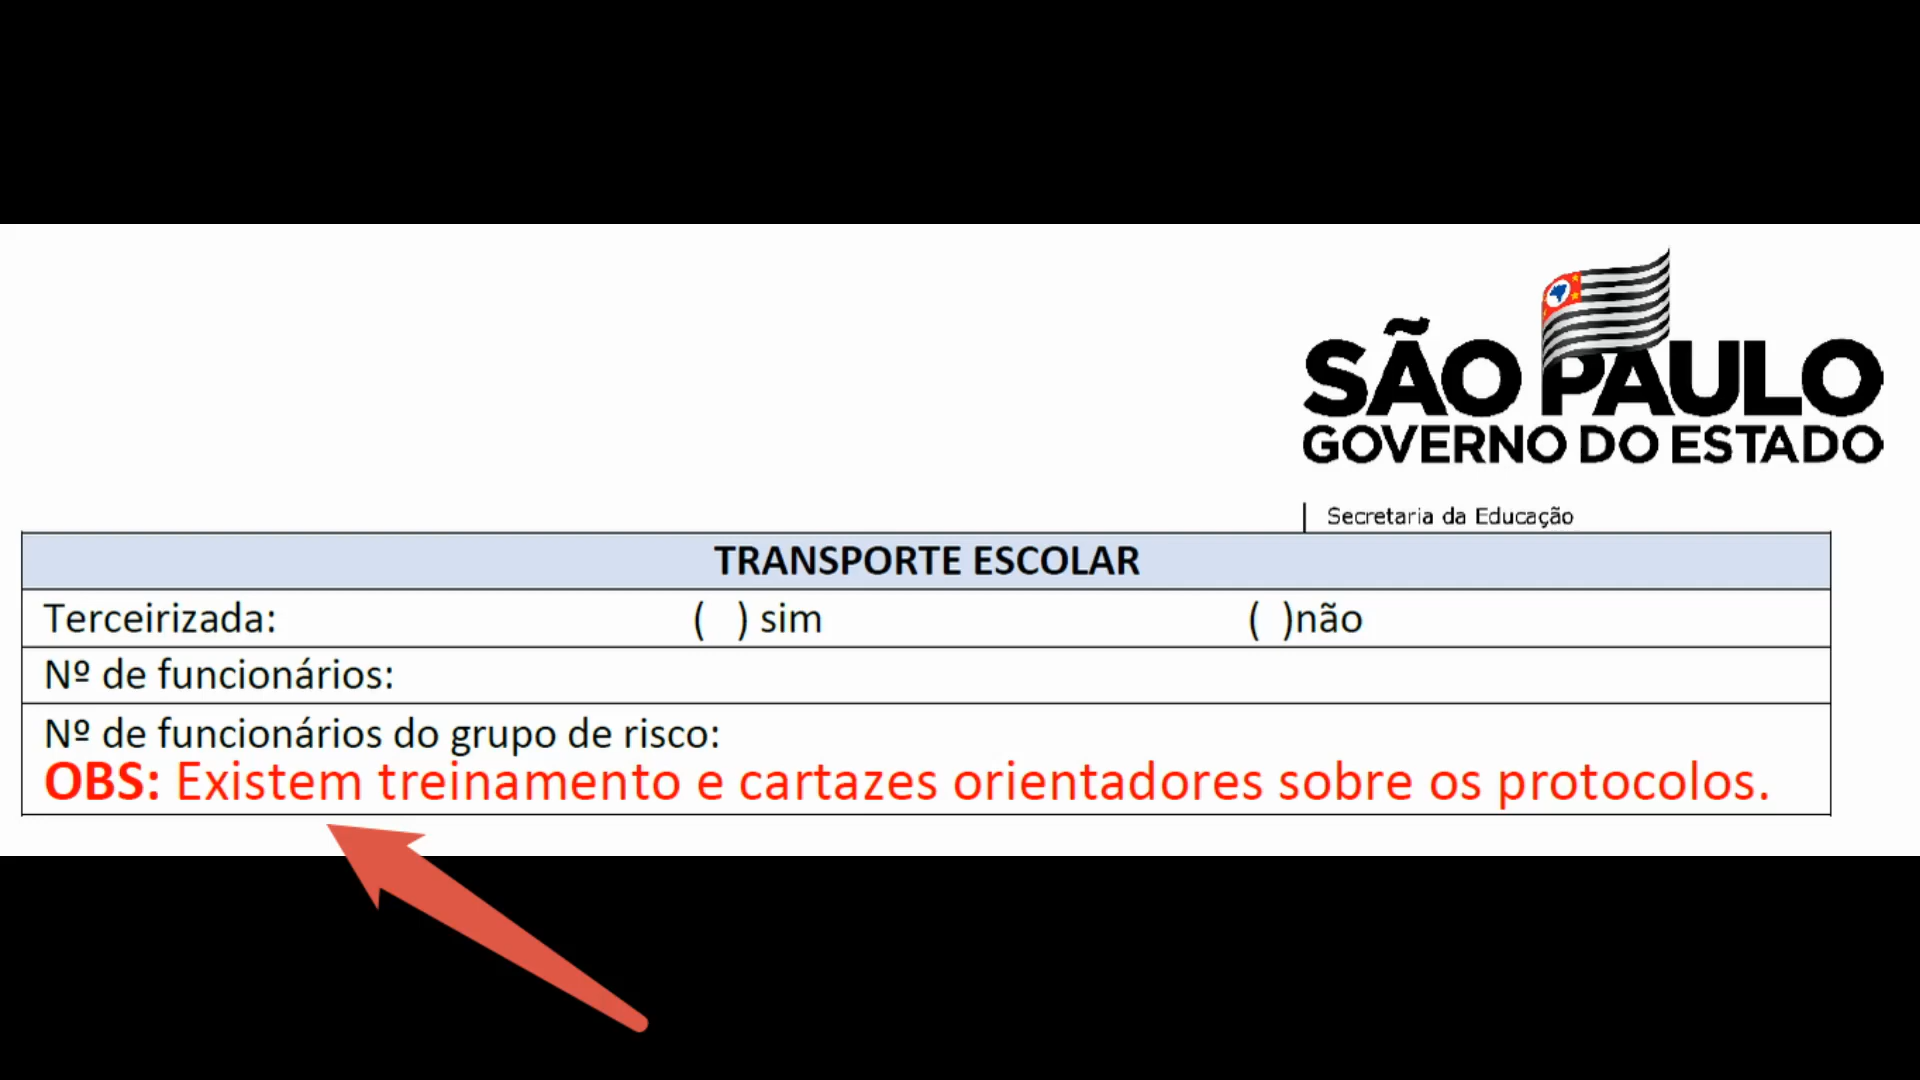 SÃO PAULO
GOVERNO DO ESTADO
Secretaria da Educação
TRANSPORTE ESCOLAR
Terceirizada: (   ) sim (  )não
Nº de funcionários:
Nº de funcionários do grupo de risco:
OBS: Existem treinamento e cartazes orientadores sobre os protocolos.